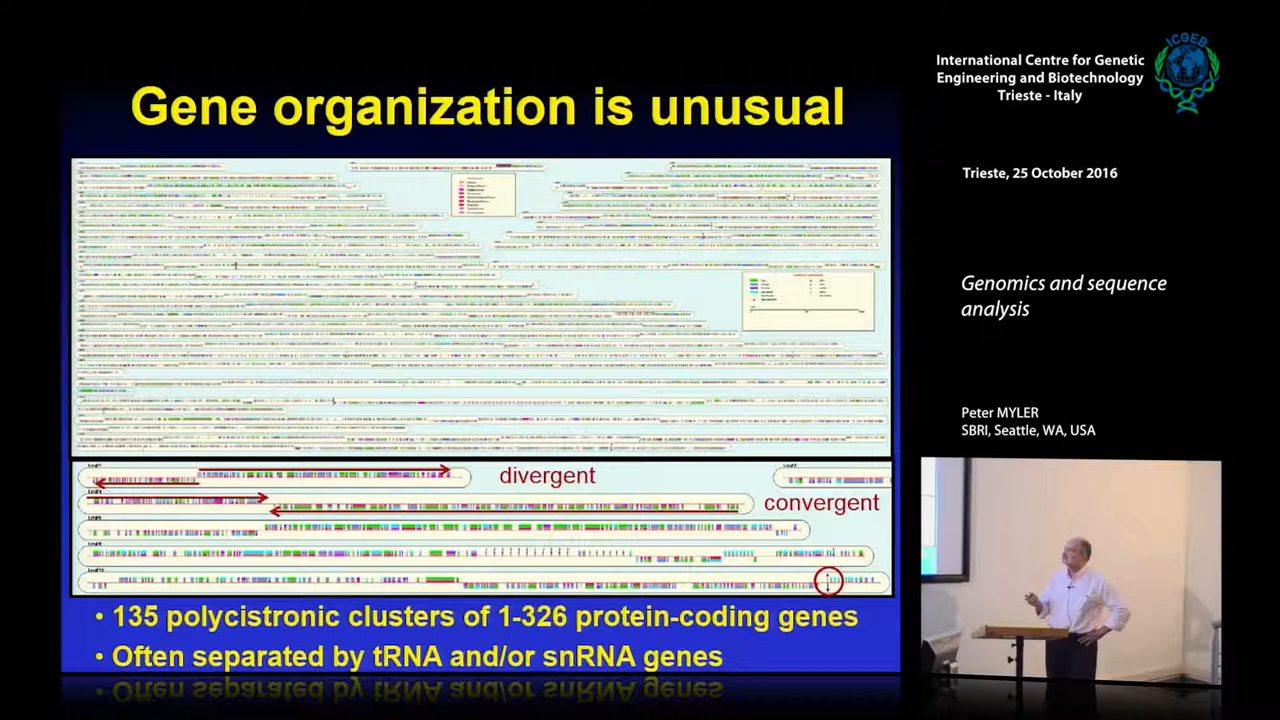 Gene organization is unusual
divergent
convergent
• 135 polycistronic clusters of 1-326 protein-coding genes
• Often separated by tRNA and/or snRNA genes
International Centre for Genetic
Engineering and Biotechnology
Trieste - Italy
ICGEB
Trieste, 25 October 2016
Genomics and sequence
analysis
Peter MYLER
SBRI, Seattle, WA, USA